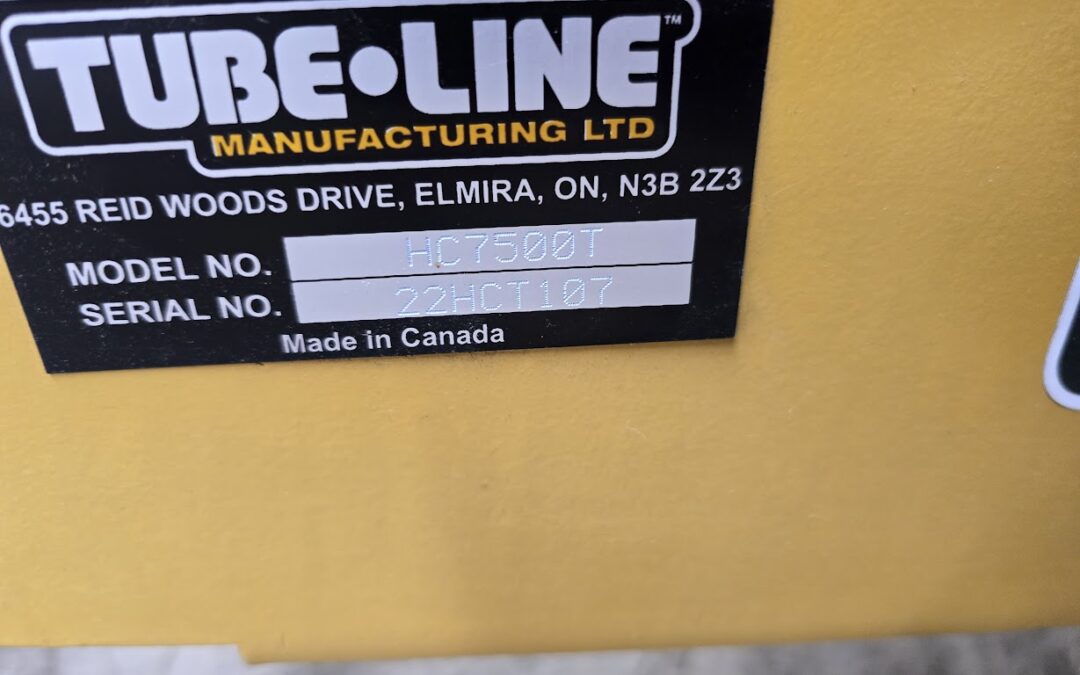 TUBE•LINE™
MANUFACTURING LTD
6455 REID WOODS DRIVE, ELMIRA, ON, N3B 2Z3
MODEL NO. HC7500T
SERIAL NO. 22HCT107
Made in Canada